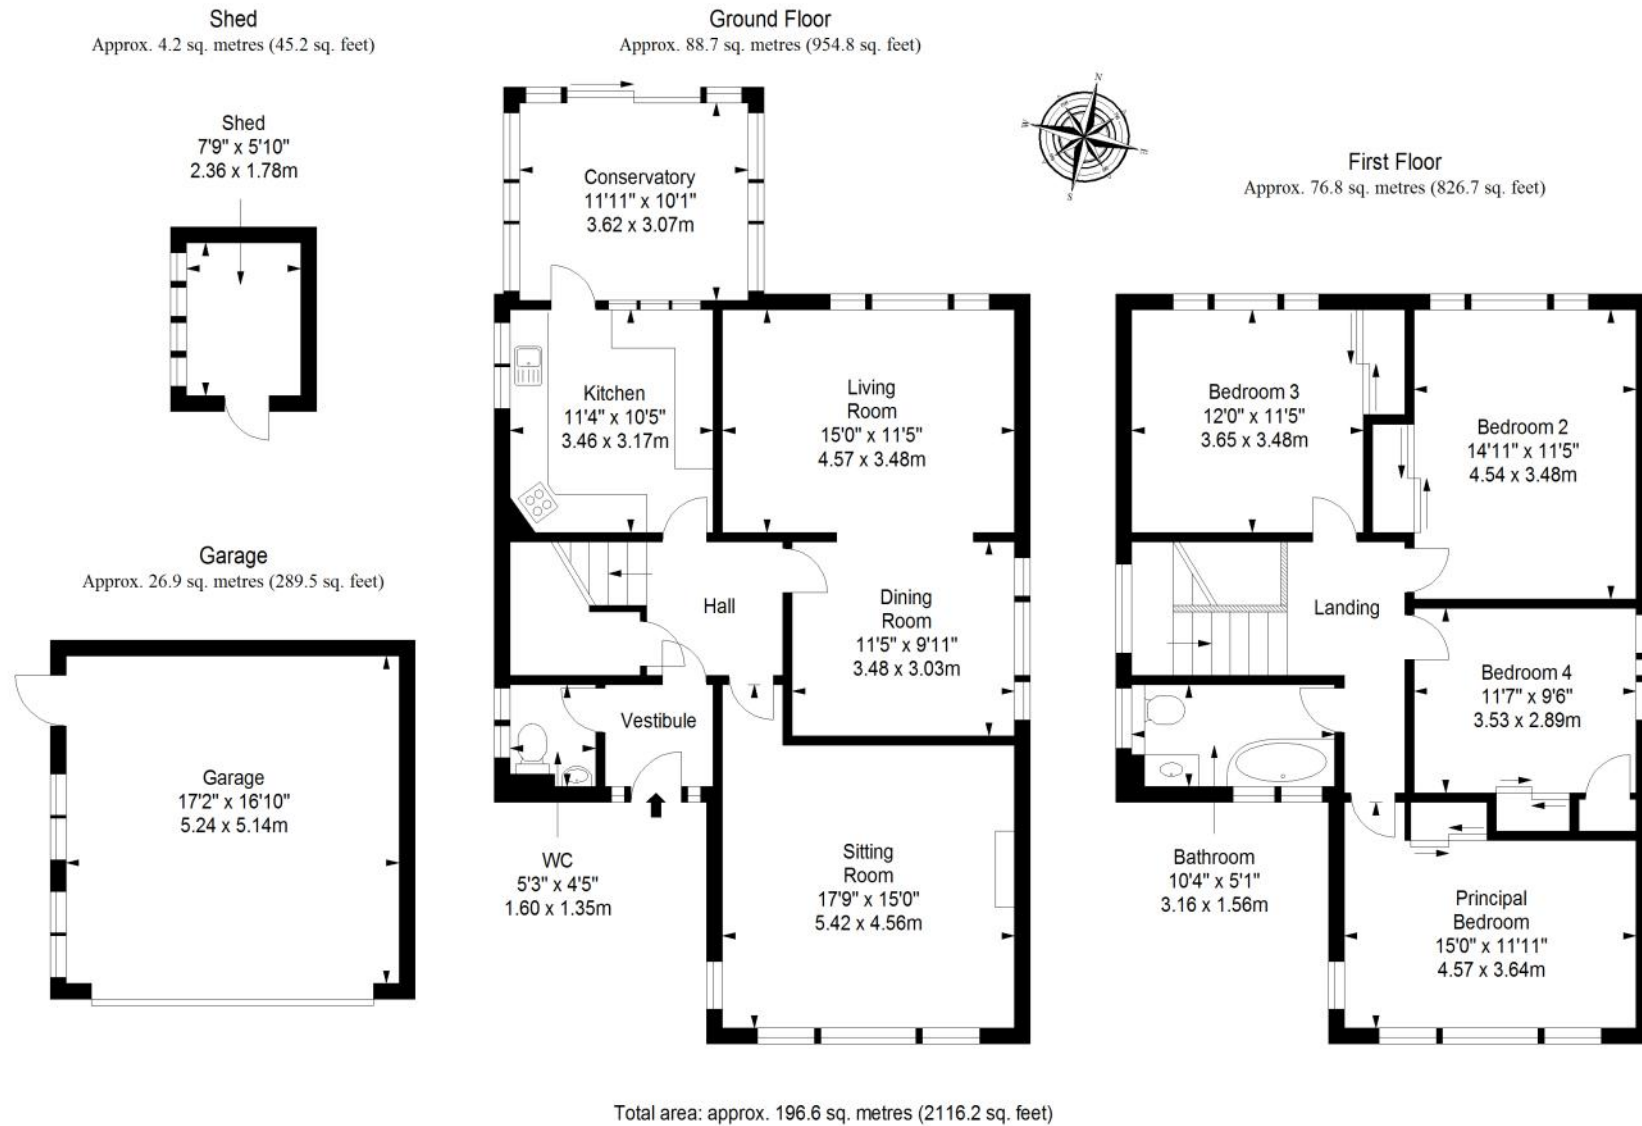 Shed
Approx. 4.2 sq. metres (45.2 sq. feet)
Shed
7'9" x 5'10"
2.36 x 1.78m
Garage
Approx. 26.9 sq. metres (289.5 sq. feet)
Garage
17'2" x 16'10"
5.24 x 5.14m
Ground Floor
Approx. 88.7 sq. metres (954.8 sq. feet)
Conservatory
11'11" x 10'1"
3.62 x 3.07m
Kitchen
11'4" x 10'5"
3.46 x 3.17m
Living
Room
15'0" x 11'5"
4.57 x 3.48m
Hall
Dining
Room
11'5" x 9'11"
3.48 x 3.03m
Vestibule
WC
5'3" x 4'5"
1.60 x 1.35m
Sitting
Room
17'9" x 15'0"
5.42 x 4.56m
N
W
E
S
First Floor
Approx. 76.8 sq. metres (826.7 sq. feet)
Bedroom 3
12'0" x 11'5"
3.65 x 3.48m
Bedroom 2
14'11" x 11'5"
4.54 x 3.48m
Landing
Bedroom 4
11'7" x 9'6"
3.53 x 2.89m
Bathroom
10'4" x 5'1"
3.16 x 1.56m
Principal
Bedroom
15'0" x 11'11"
4.57 x 3.64m
Total area: approx. 196.6 sq. metres (2116.2 sq. feet)